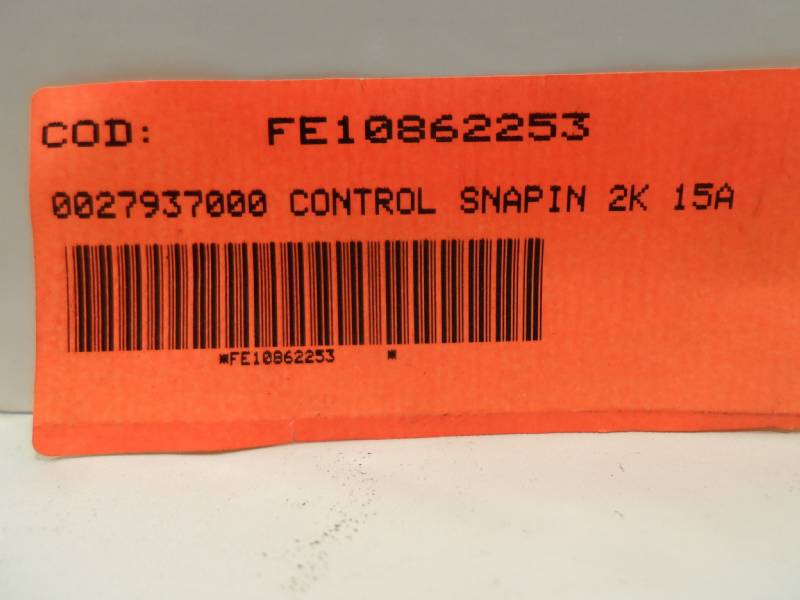 COD: FE10862253
0027937000 CONTROL SNAPIN 2K 15A
*FE10862253 *